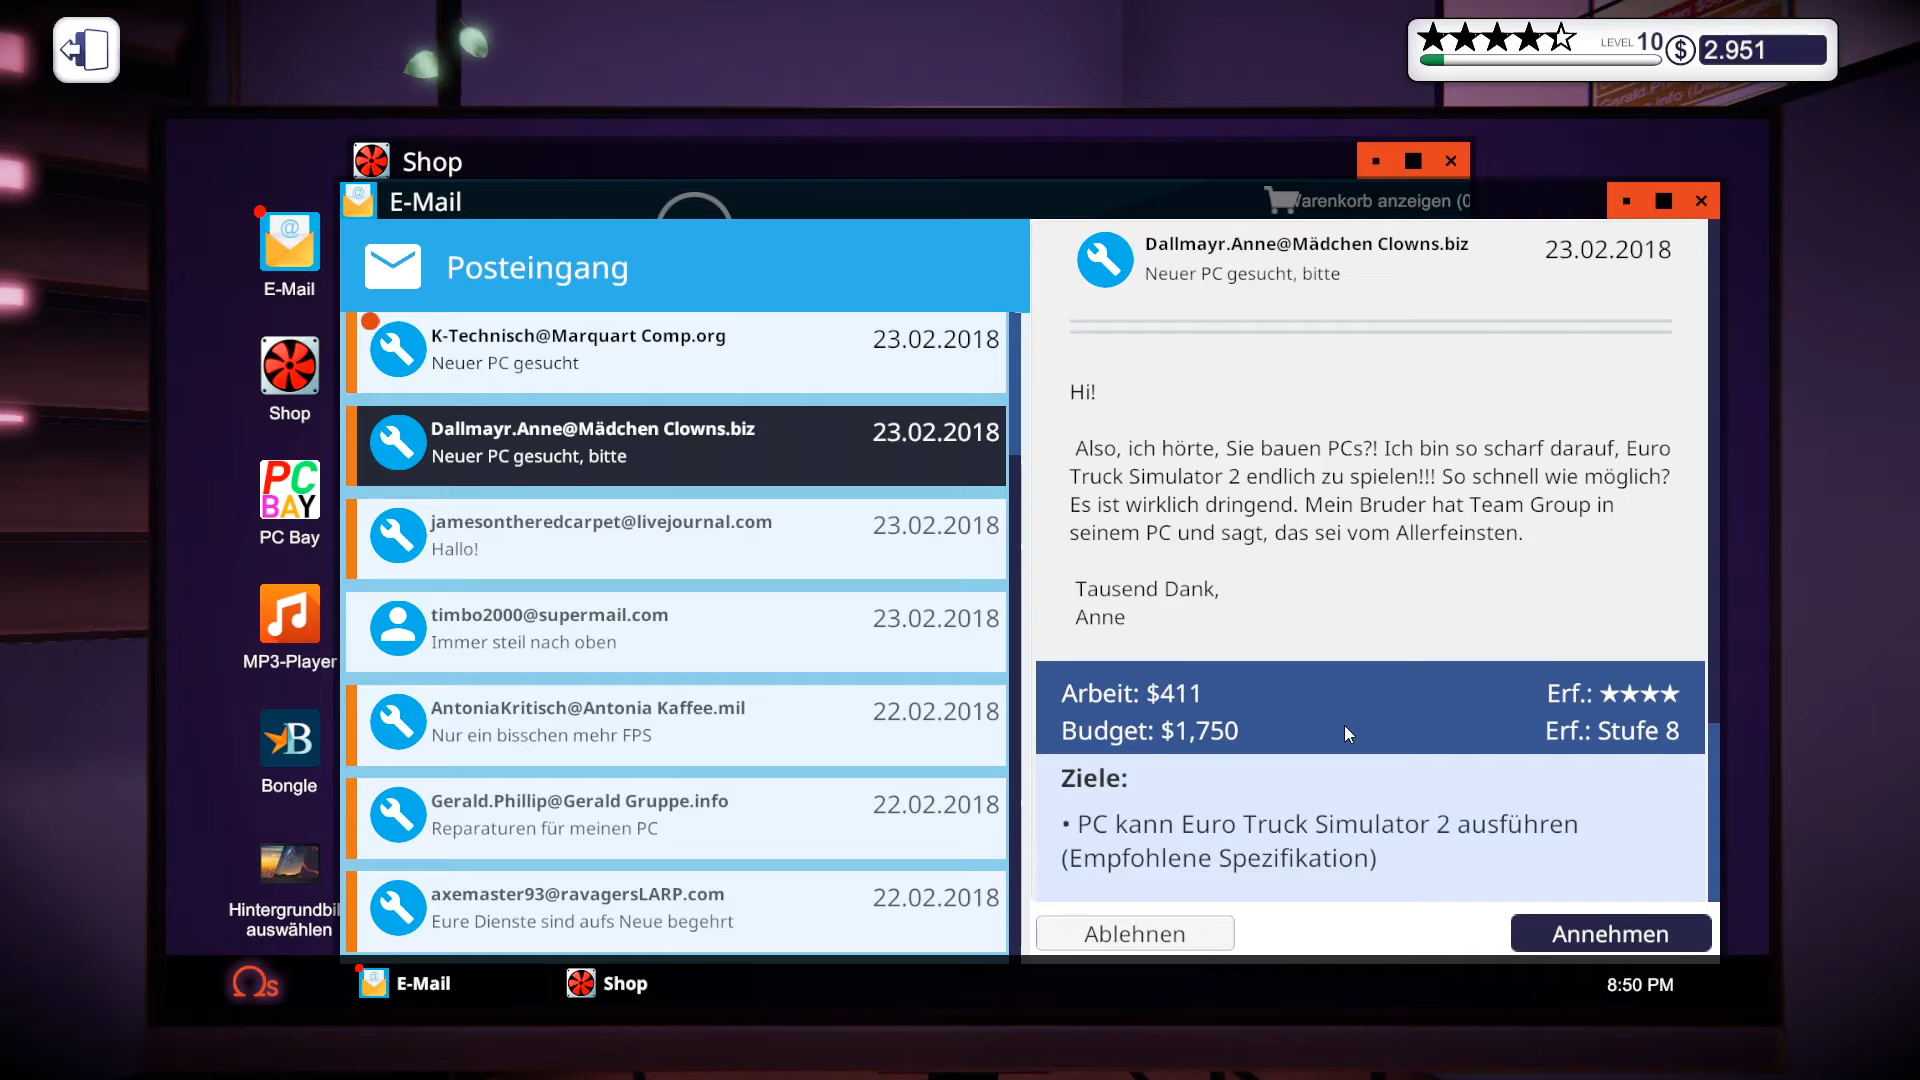 LEVEL 10
$ 2.951
Shop
E-Mail
Warenkorb anzeigen (0
E-Mail
Shop
PC
BAY
PC Bay
MP3-Player
B
Bongle
Hintergrundbil
auswählen
Posteingang
K-Technisch@Marquart Comp.org
23.02.2018
Neuer PC gesucht
Dallmayr.Anne@Mädchen Clowns.biz
23.02.2018
Neuer PC gesucht, bitte
jamesontheredcarpet@livejournal.com
23.02.2018
Hallo!
timbo2000@supermail.com
23.02.2018
Immer steil nach oben
AntoniaKritisch@Antonia Kaffee.mil
22.02.2018
Nur ein bisschen mehr FPS
Gerald.Phillip@Gerald Gruppe.info
22.02.2018
Reparaturen für meinen PC
axemaster93@ravagersLARP.com
22.02.2018
Eure Dienste sind aufs Neue begehrt
Dallmayr.Anne@Mädchen Clowns.biz
23.02.2018
Neuer PC gesucht, bitte
Hi!
Also, ich hörte, Sie bauen PCs?! Ich bin so scharf darauf, Euro
Truck Simulator 2 endlich zu spielen!!! So schnell wie möglich?
Es ist wirklich dringend. Mein Bruder hat Team Group in
seinem PC und sagt, das sei vom Allerfeinsten.
Tausend Dank,
Anne
Arbeit: $411
Erf.: ★★★★
Budget: $1,750
Erf.: Stufe 8
Ziele:
• PC kann Euro Truck Simulator 2 ausführen
(Empfohlene Spezifikation)
Ablehnen
Annehmen
Ωs
E-Mail
Shop
8:50 PM